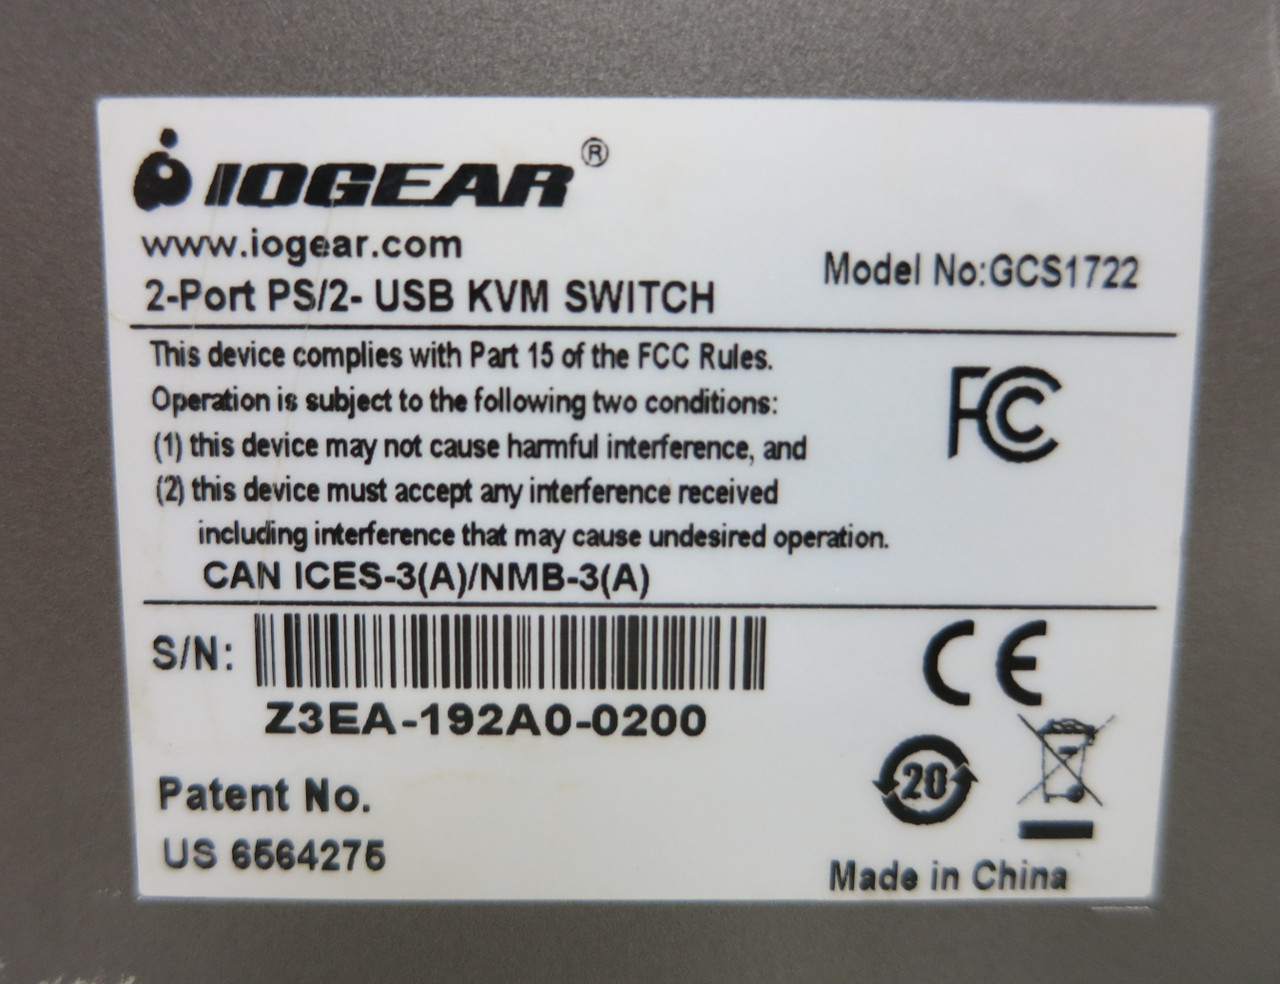 IOGEAR®
www.iogear.com
2-Port PS/2- USB KVM SWITCH
Model No:GCS1722
This device complies with Part 15 of the FCC Rules.
Operation is subject to the following two conditions:
(1) this device may not cause harmful interference, and
(2) this device must accept any interference received
including interference that may cause undesired operation.
CAN ICES-3(A)/NMB-3(A)
FC
S/N:
Z3EA-192A0-0200
CE
20
Patent No.
US 6564275
Made in China